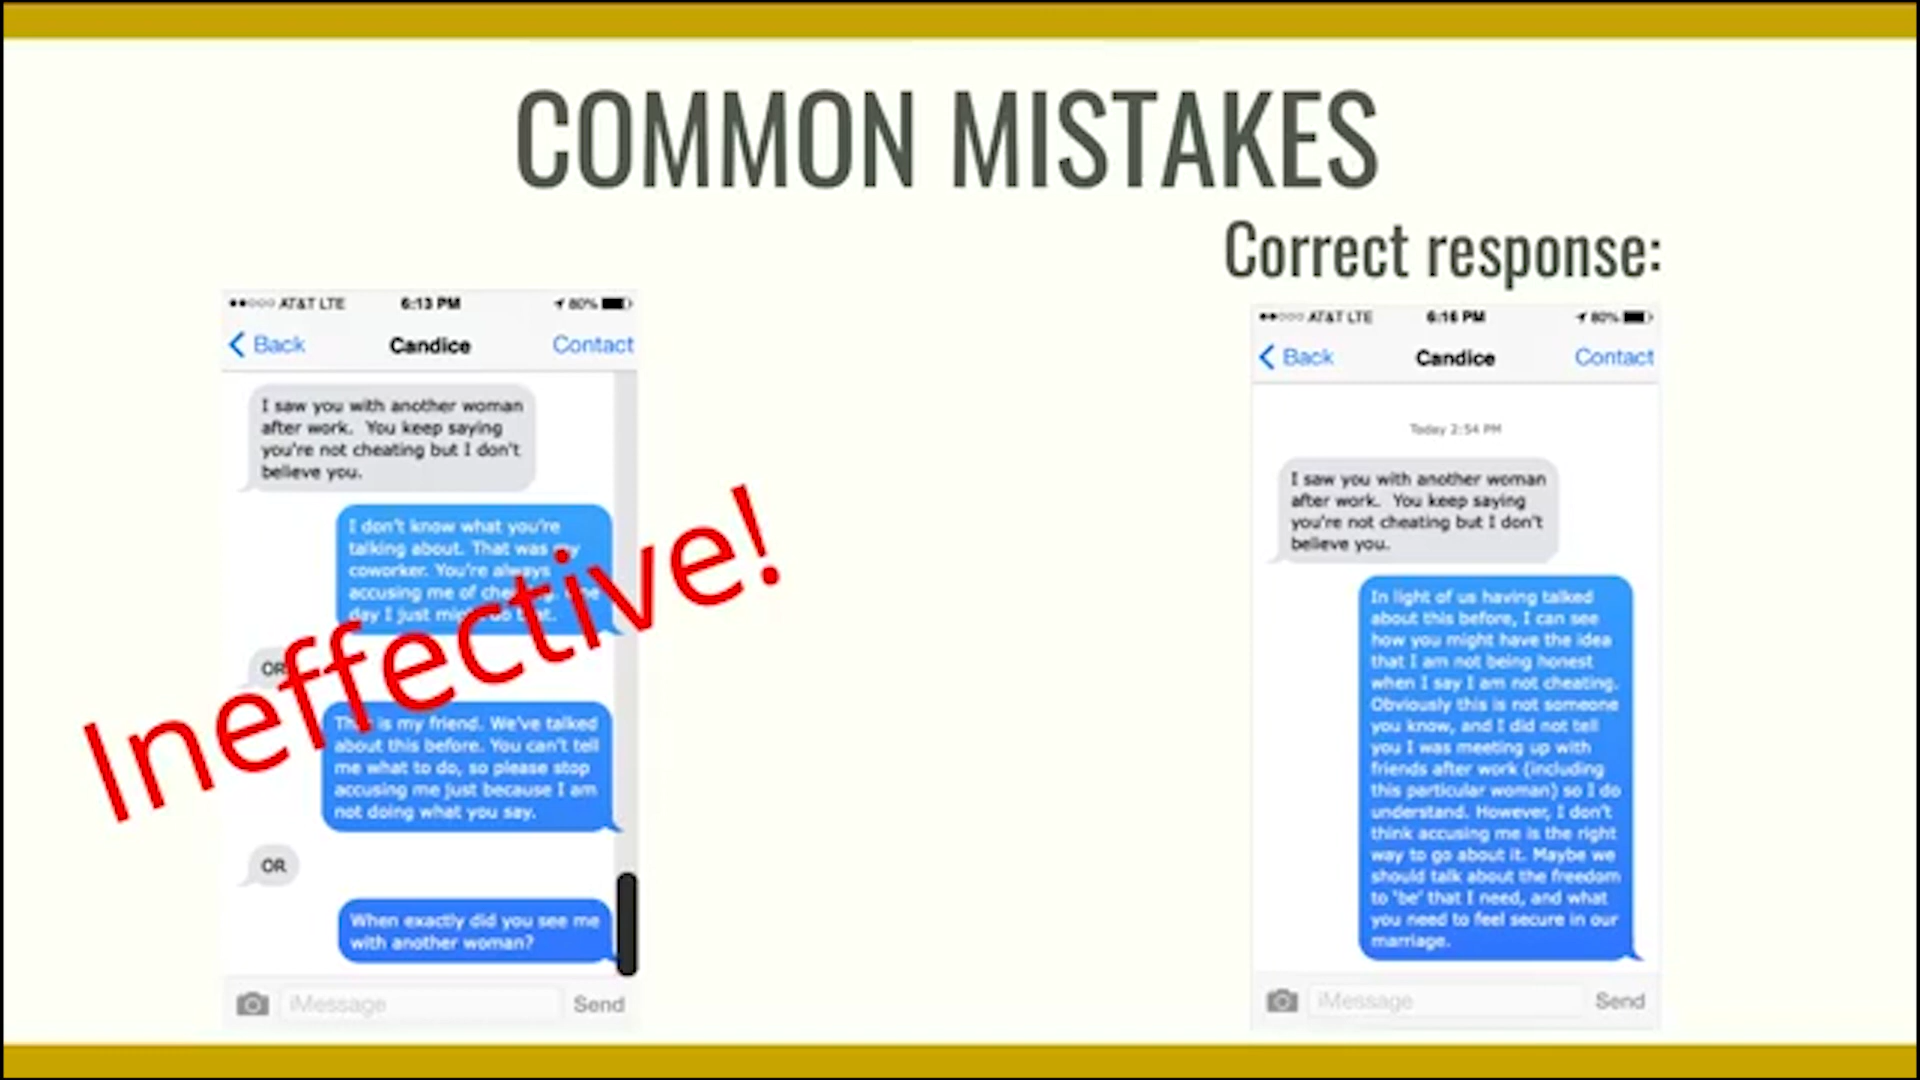 COMMON MISTAKES
AT&T LTE 6:13 PM 80%
Back Candice Contact
I saw you with another woman
after work. You keep saying
you're not cheating but I don't
believe you.
I don't know what you're
talking about. That was my
coworker. You're always
accusing me of
day I just
OR
is my friend. We've talked
about this before. You can't tell
me what to do, so please stop
accusing me just because I am
not doing what you say.
OR
When exactly did you see me
with another woman?
iMessage Send
Ineffective!
Correct response:
AT&T LTE 6:16 PM 80%
Back Candice Contact
Today 2:54 PM
I saw you with another woman
after work. You keep saying
you're not cheating but I don't
believe you.
In light of us having talked
about this before, I can see
how you might have the idea
that I am not being honest
when I say I am not cheating.
Obviously this is not someone
you know, and I did not tell
you I was meeting up with
friends after work (including
this particular woman) so I do
understand. However, I don't
think accusing me is the right
way to go about it. Maybe we
should talk about the freedom
to 'be' that I need, and what
you need to feel secure in our
marriage.
iMessage Send